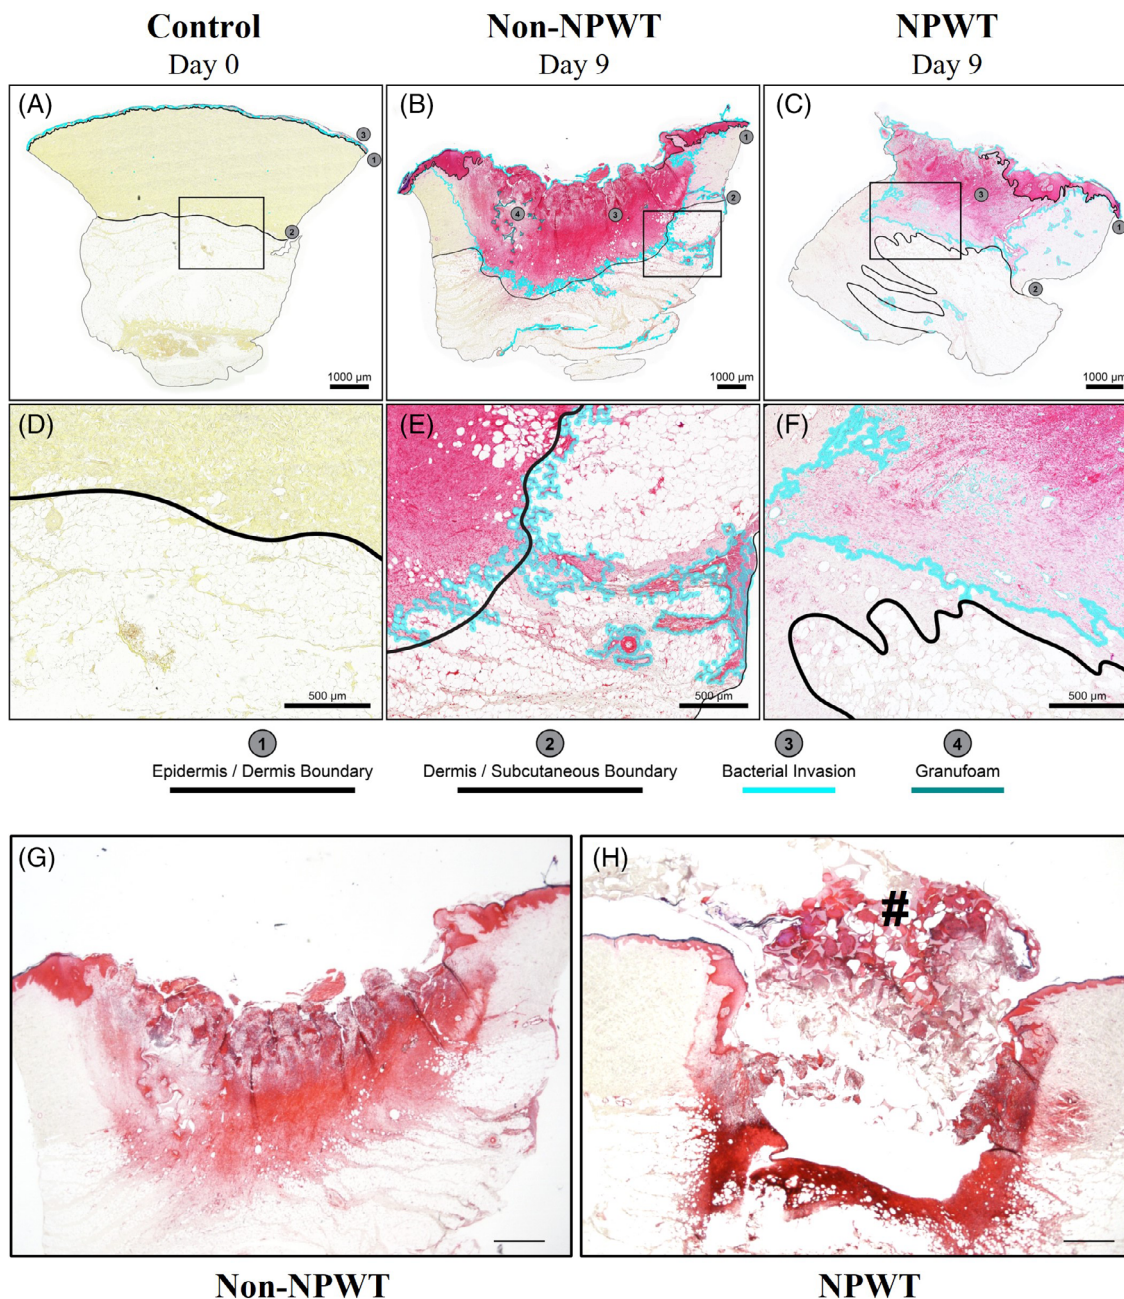 Control
Day 0
Non-NPWT
Day 9
NPWT
Day 9
(A)
3
1
2
1000 µm
(B)
1
2
3
4
1000 µm
(C)
3
1
2
1000 µm
(D)
500 µm
(E)
500 µm
(F)
500 µm
1
Epidermis / Dermis Boundary
2
Dermis / Subcutaneous Boundary
3
Bacterial Invasion
4
Granufoam
(G)
(H)
#
Non-NPWT
NPWT